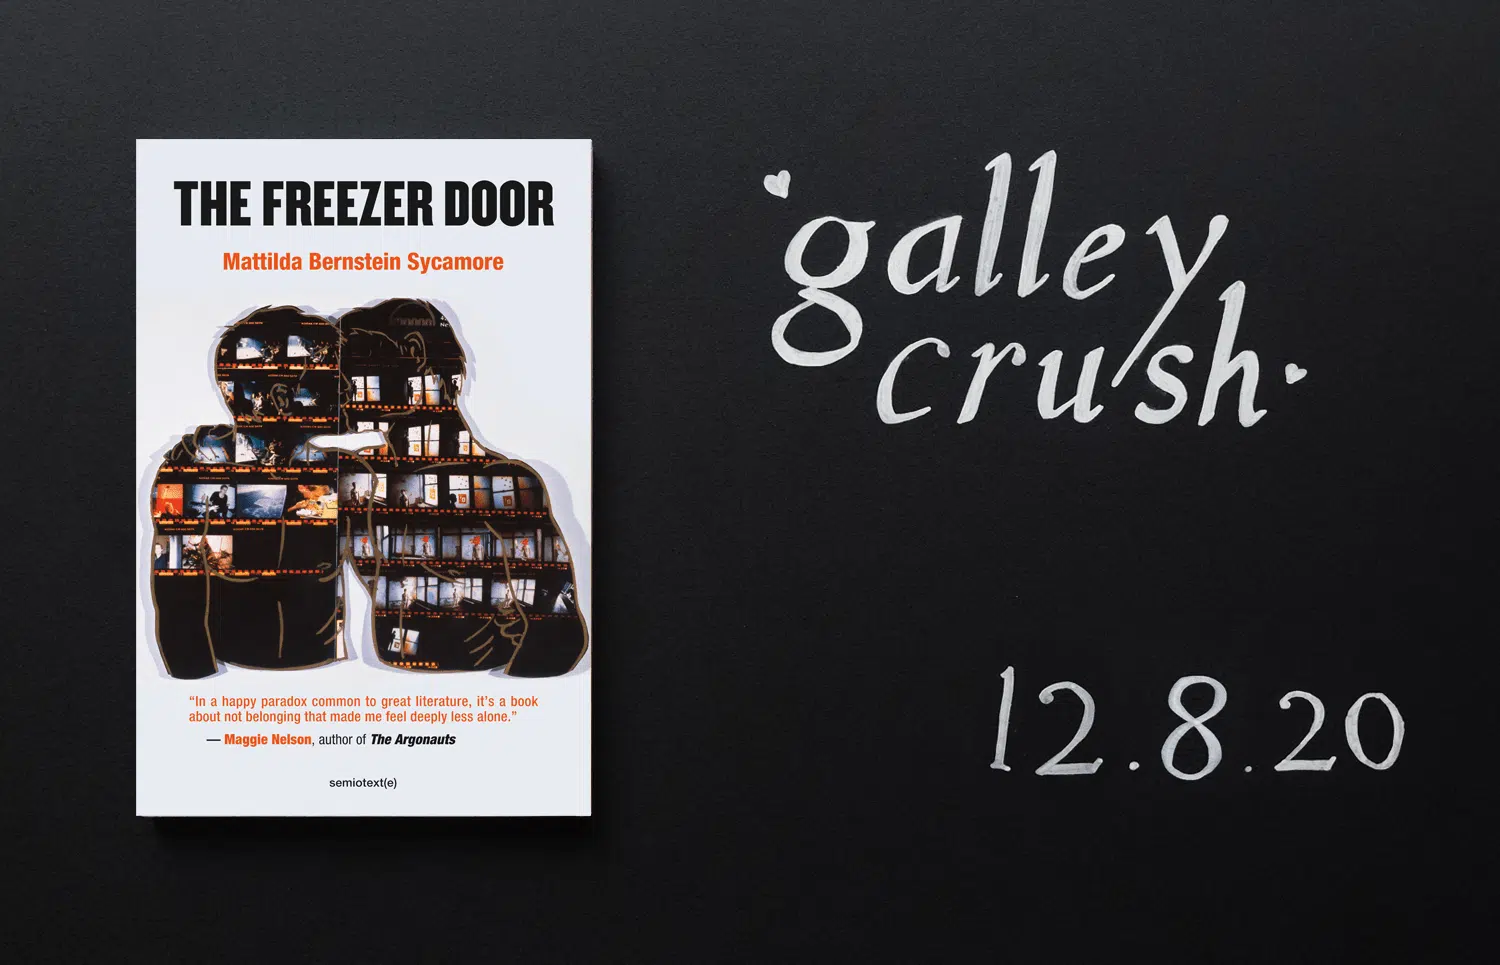 THE FREEZER DOOR
Mattilda Bernstein Sycamore
“In a happy paradox common to great literature, it’s a book
about not belonging that made me feel deeply less alone.”
— Maggie Nelson, author of The Argonauts
semiotext(e)
galley
crush
12.8.20